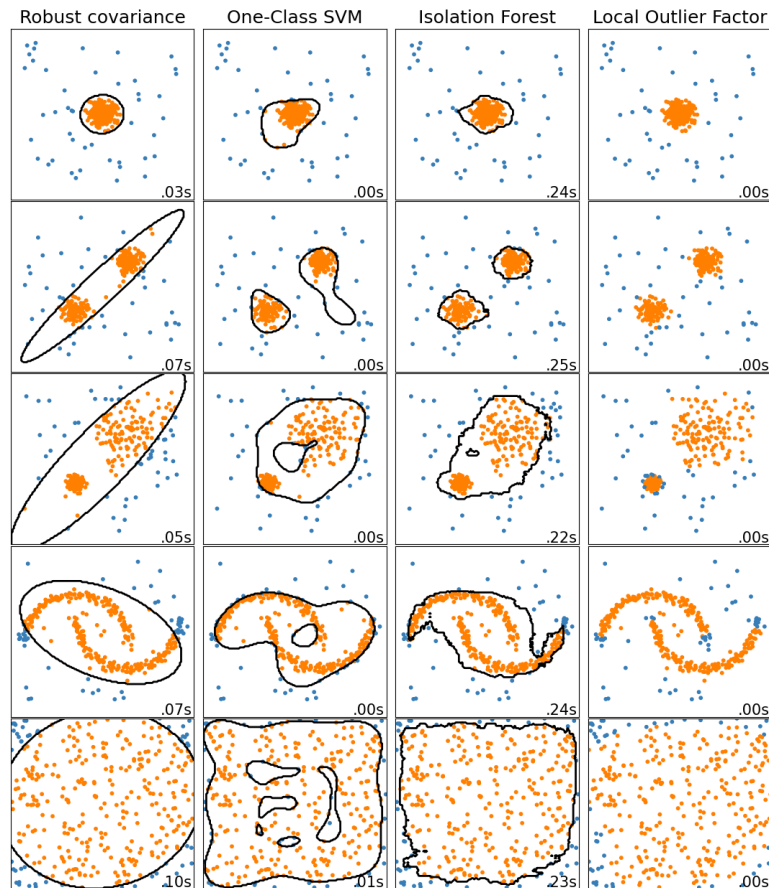 Robust covariance One-Class SVM Isolation Forest Local Outlier Factor
.03s .00s .24s .00s
.07s .00s .25s .00s
.05s .00s .22s .00s
.07s .00s .24s .00s
.10s .01s .23s .00s